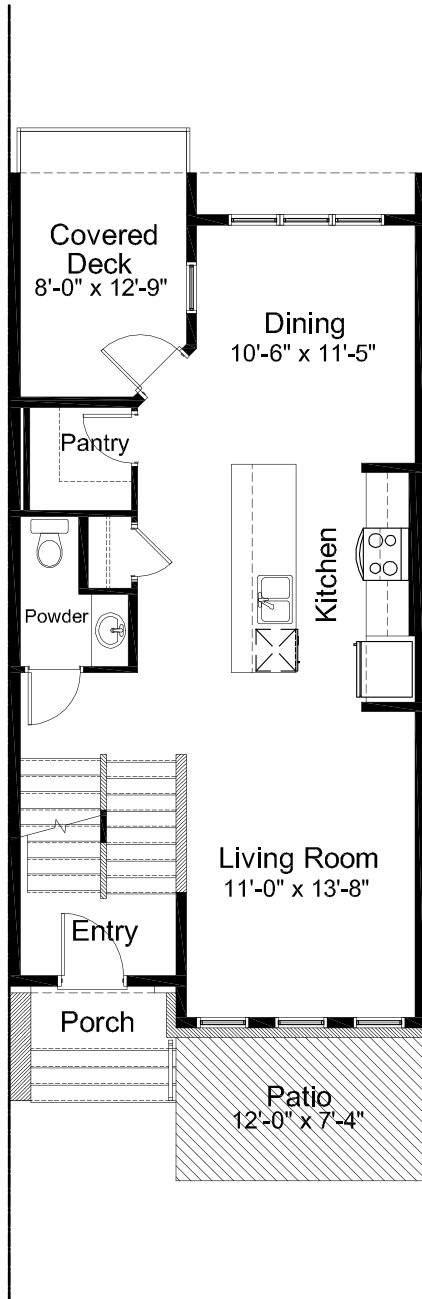 Covered
Deck
8'-0" x 12'-9"
Dining
10'-6" x 11'-5"
Pantry
Kitchen
Powder
Living Room
11'-0" x 13'-8"
Entry
Porch
Patio
12'-0" x 7'-4"